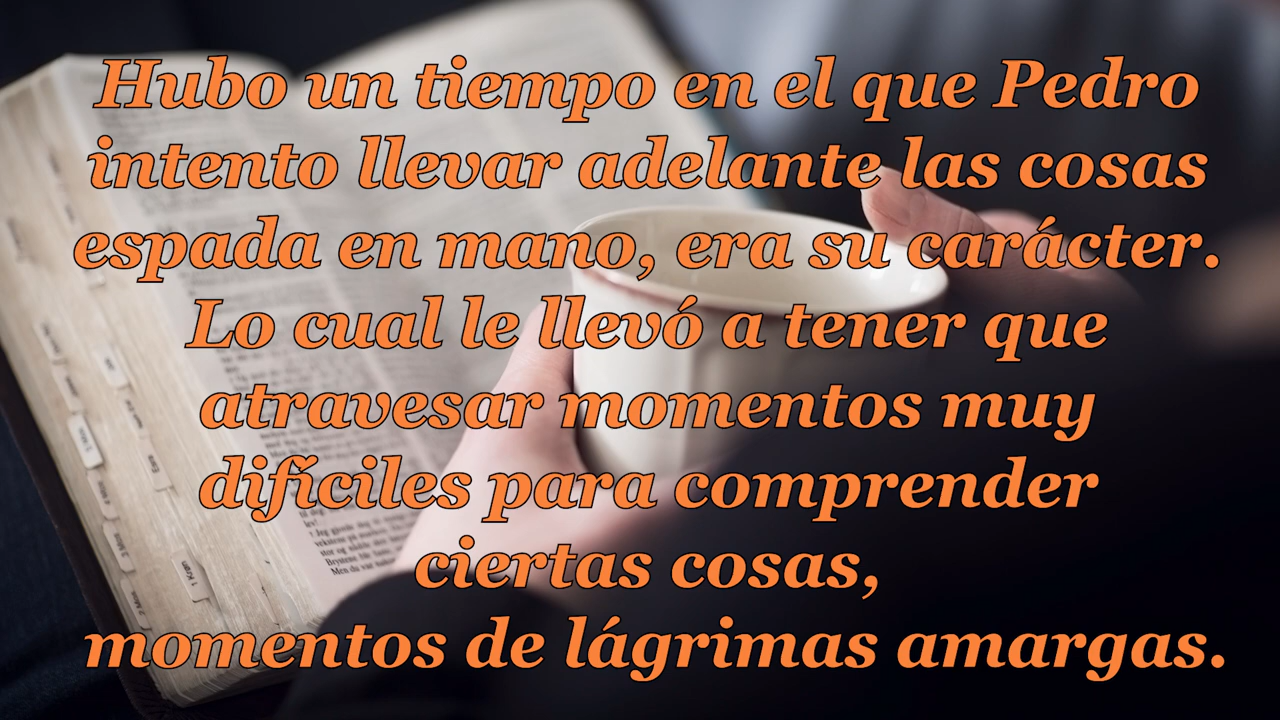 Hubo un tiempo en el que Pedro
intento llevar adelante las cosas
espada en mano, era su carácter.
Lo cual le llevó a tener que
atravesar momentos muy
difíciles para comprender
ciertas cosas,
momentos de lágrimas amargas.